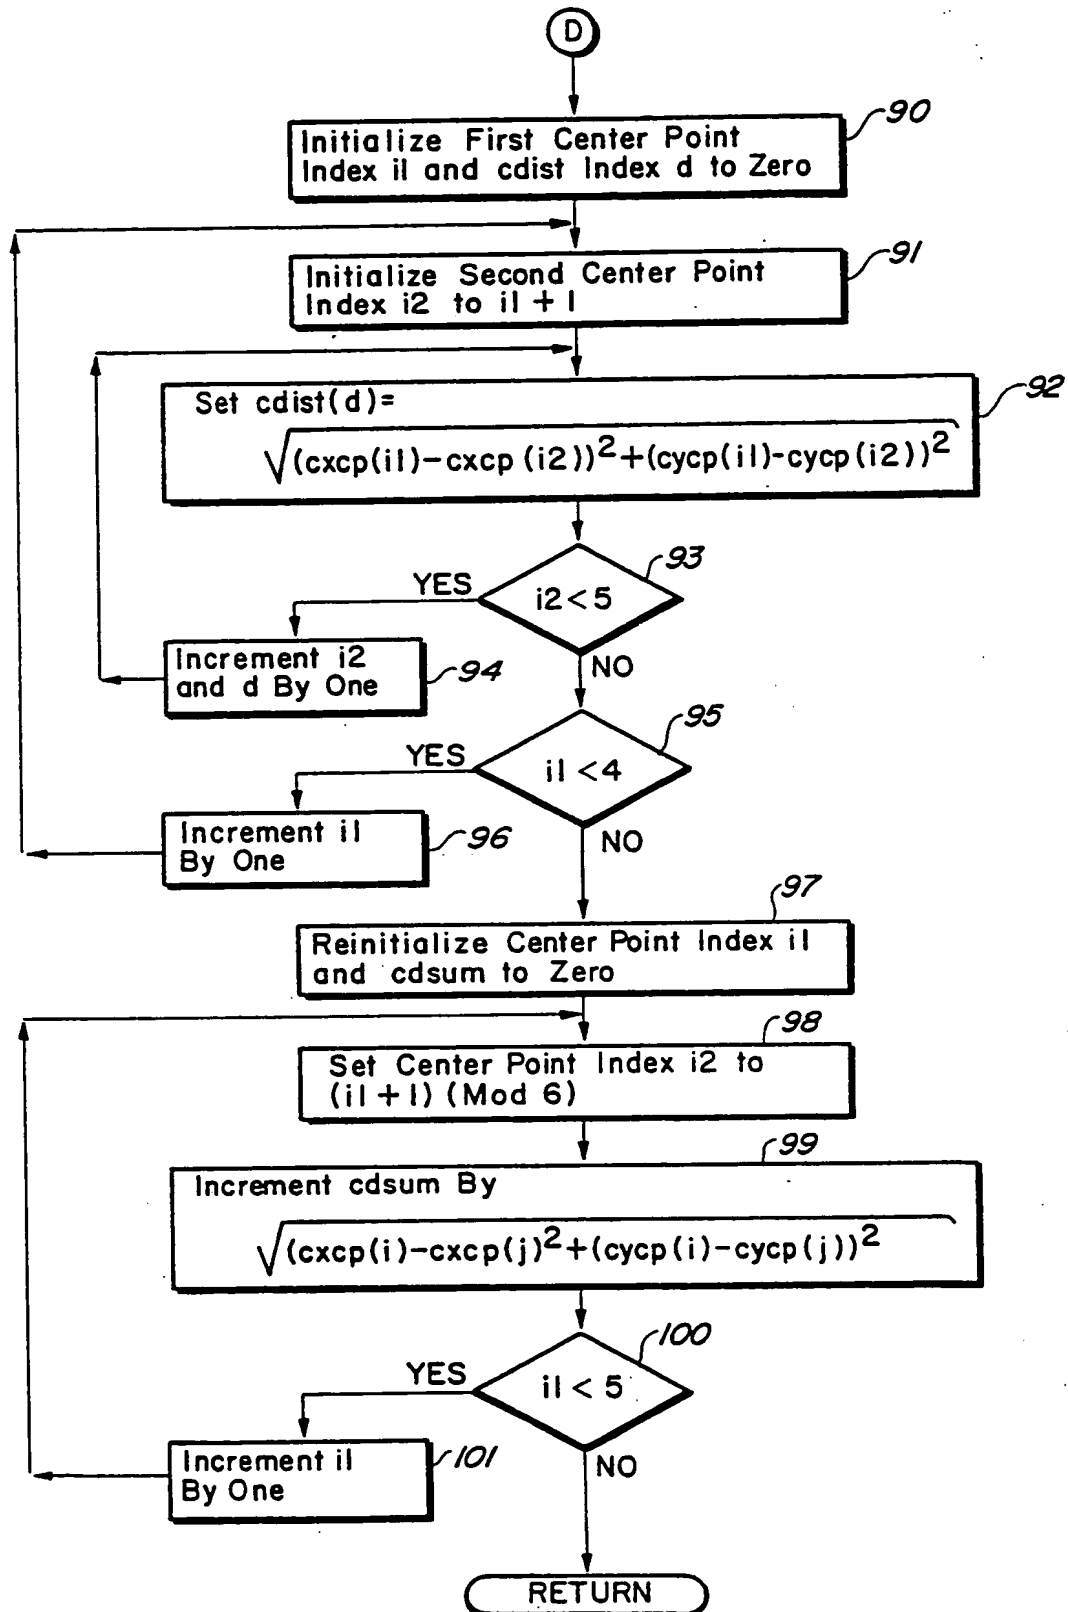 D
90
Initialize First Center Point
Index i1 and cdist Index d to Zero
91
Initialize Second Center Point
Index i2 to i1 + 1
92
Set cdist(d)=
√(cxcp(i1)-cxcp(i2))²+(cycp(i1)-cycp(i2))²
93
YES
i2<5
Increment i2
and d By One
94
NO
95
YES
i1 <4
Increment i1
By One
96
NO
97
Reinitialize Center Point Index i1
and cdsum to Zero
98
Set Center Point Index i2 to
(i1 + 1) (Mod 6)
99
Increment cdsum By
√(cxcp(i)-cxcp(j)²+(cycp(i)-cycp(j))²
100
YES
i1 < 5
Increment i1
By One
101
NO
RETURN